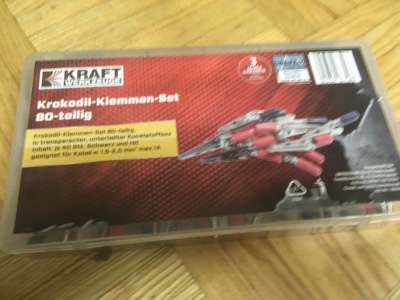 KRAFT
WERKZEUGE
Krokodil-Klemmen-Set
80-teilig
Krokodil-Klemmen-Set 80-teilig,
in transparenter, unterteilter Kunststoffbox
Inhalt: je 40 Stk. Schwarz und rot
geeignet für Kabel ø 1,5-2,5 mm² max.
3